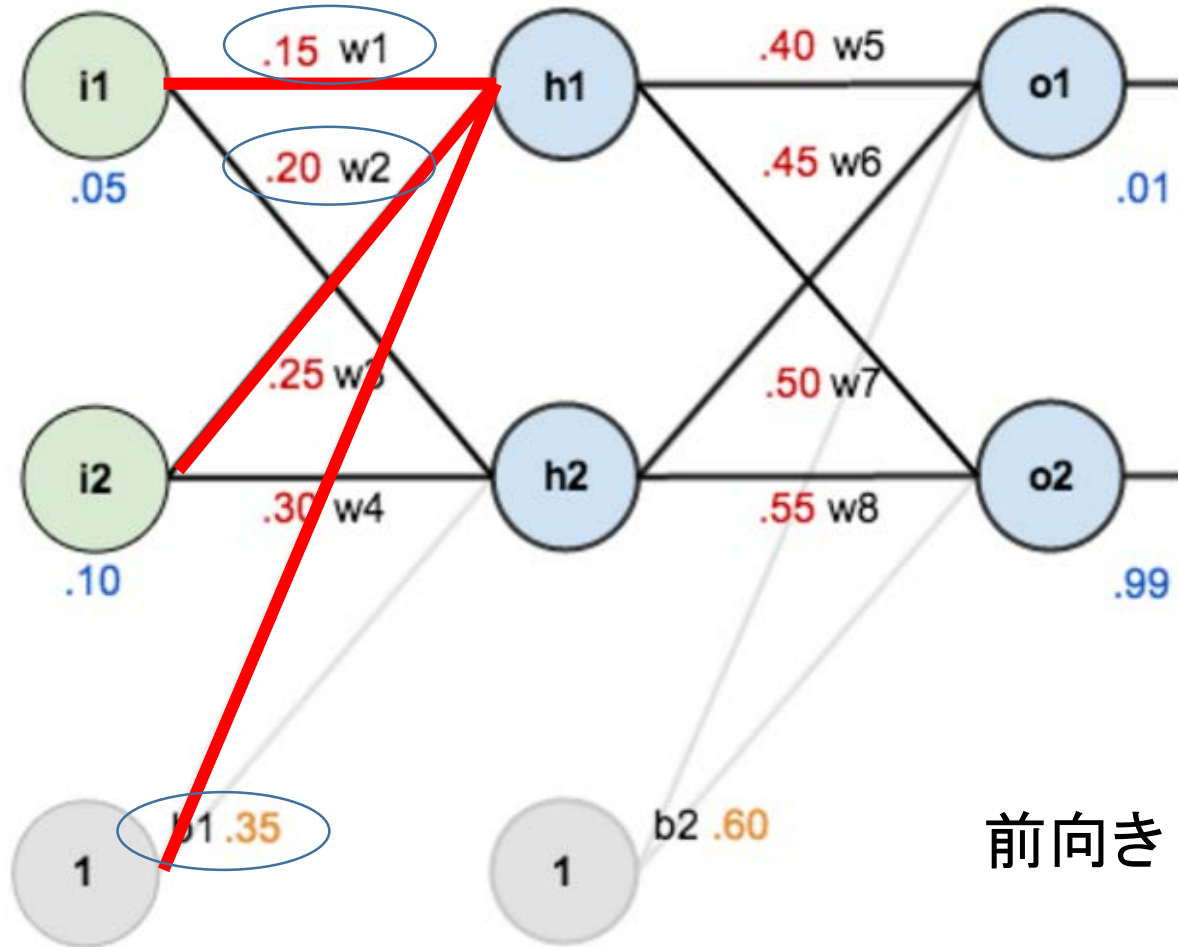 .15 w1
.40 w5
i1
h1
o1
.20 w2
.45 w6
.05
.01
.25 w3
.50 w7
i2
h2
o2
.30 w4
.55 w8
.10
.99
b1 .35
b2 .60
前向き
1
1